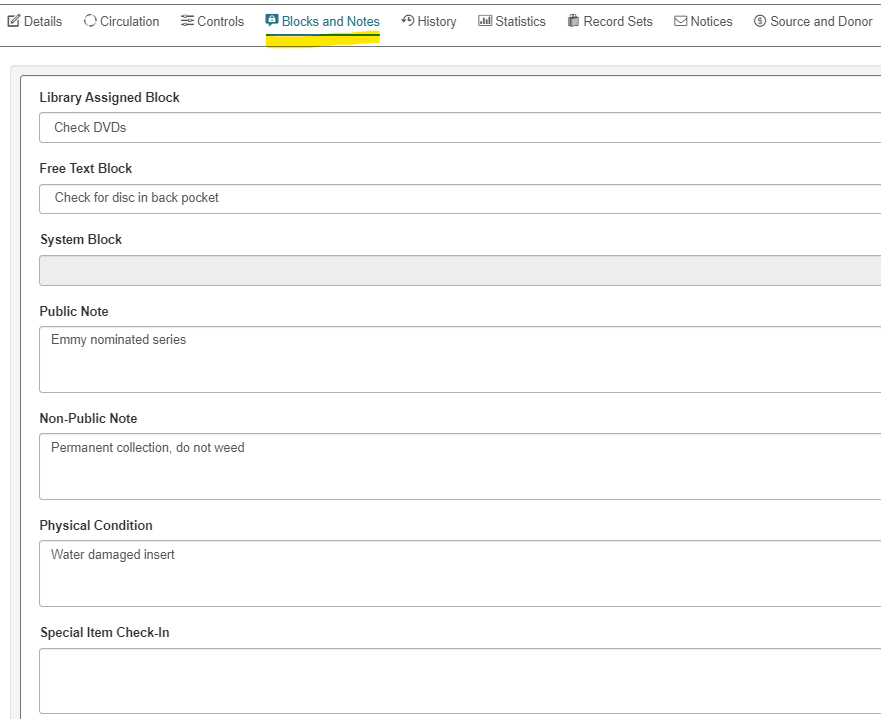 Details Circulation Controls Blocks and Notes History Statistics Record Sets Notices Source and Donor
Library Assigned Block
Check DVDs
Free Text Block
Check for disc in back pocket
System Block
Public Note
Emmy nominated series
Non-Public Note
Permanent collection, do not weed
Physical Condition
Water damaged insert
Special Item Check-In